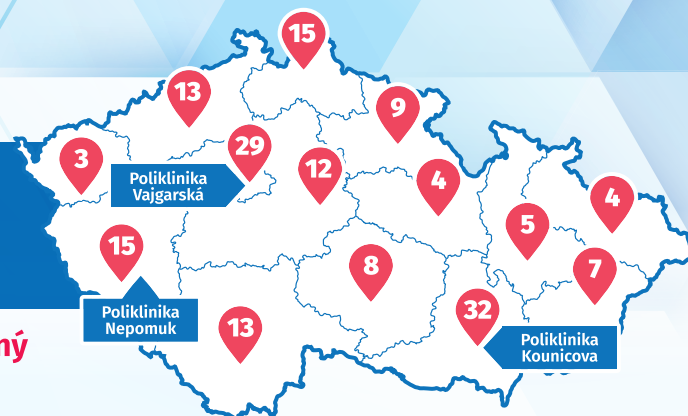 15
13
9
29
3
12
4
Poliklinika
Vajgarská
4
5
15
8
7
Poliklinika
Nepomuk
13
32
Poliklinika
Kounicova
ný